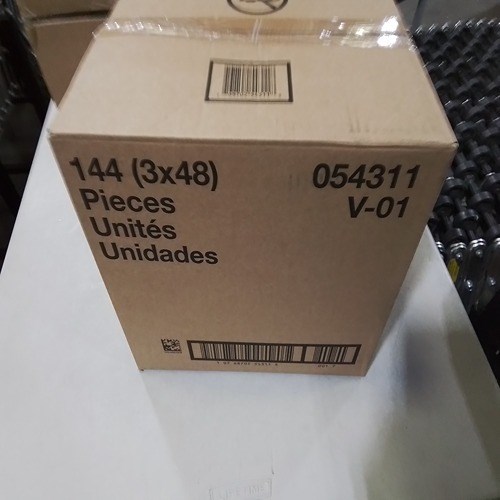 144 (3x48)
Pieces
Unités
Unidades
054311
V-01